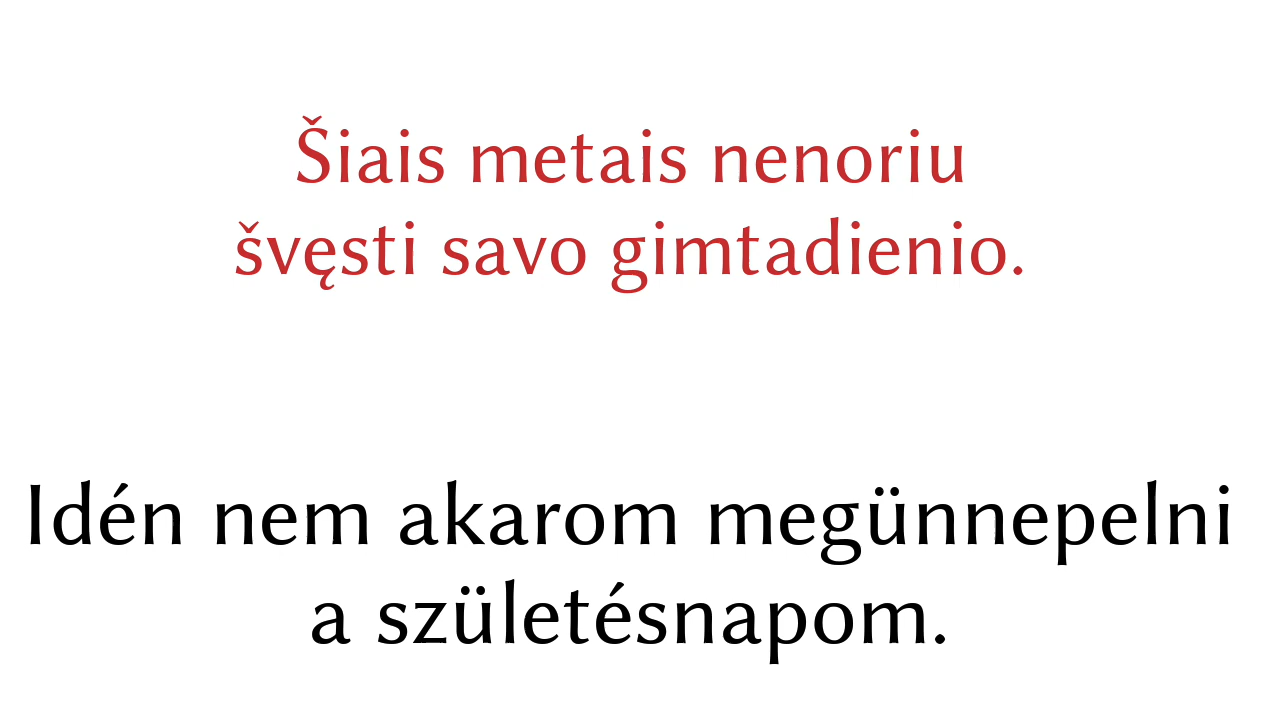 Šiais metais nenoriu
švęsti savo gimtadienio.
Idén nem akarom megünnepelni
a születésnapom.